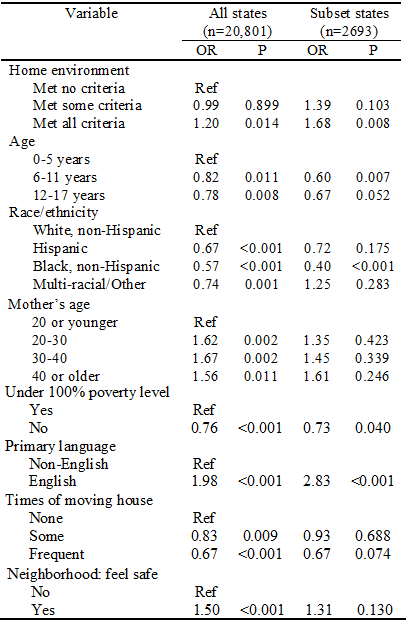 Variable All states Subset states
(n=20,801) (n=2693)
OR P OR P
Home environment
Met no criteria Ref
Met some criteria 0.99 0.899 1.39 0.103
Met all criteria 1.20 0.014 1.68 0.008
Age
0-5 years Ref
6-11 years 0.82 0.011 0.60 0.007
12-17 years 0.78 0.008 0.67 0.052
Race/ethnicity
White, non-Hispanic Ref
Hispanic 0.67 <0.001 0.72 0.175
Black, non-Hispanic 0.57 <0.001 0.40 <0.001
Multi-racial/Other 0.74 0.001 1.25 0.283
Mother's age
20 or younger Ref
20-30 1.62 0.002 1.35 0.423
30-40 1.67 0.002 1.45 0.339
40 or older 1.56 0.011 1.61 0.246
Under 100% poverty level
Yes Ref
No 0.76 <0.001 0.73 0.040
Primary language
Non-English Ref
English 1.98 <0.001 2.83 <0.001
Times of moving house
None Ref
Some 0.83 0.009 0.93 0.688
Frequent 0.67 <0.001 0.67 0.074
Neighborhood: feel safe
No Ref
Yes 1.50 <0.001 1.31 0.130